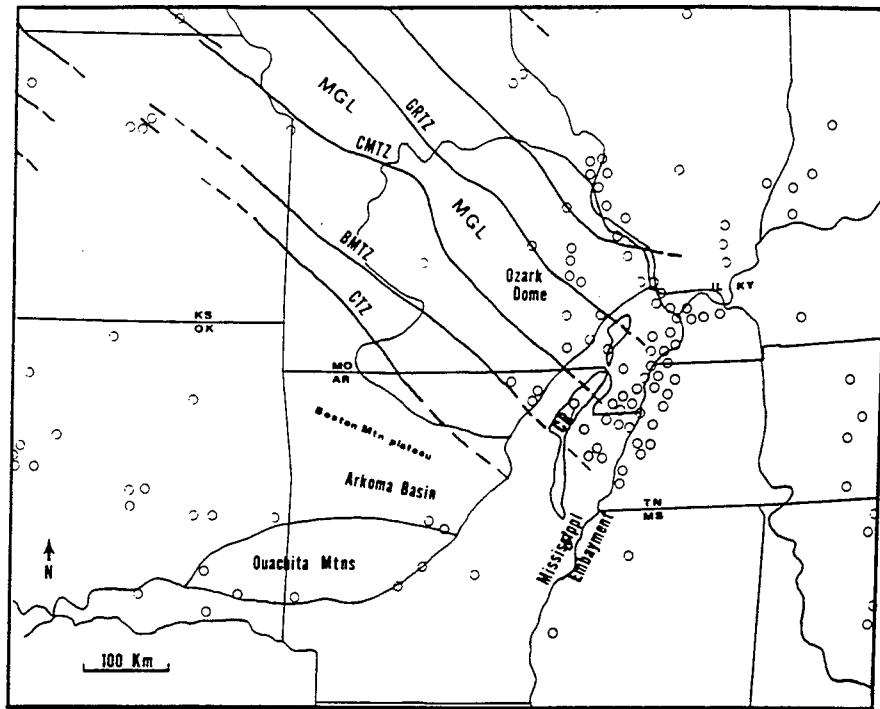 MGL
GRTZ
CMTZ
MGL
BMTZ
CTZ
Ozark
Dome
IL KY
KS
OK
MO
AR
CR
Boston Mtn plateau
Arkoma Basin
TN
MS
Mississippi
Embayment
N
Ouachita Mtns
100 Km